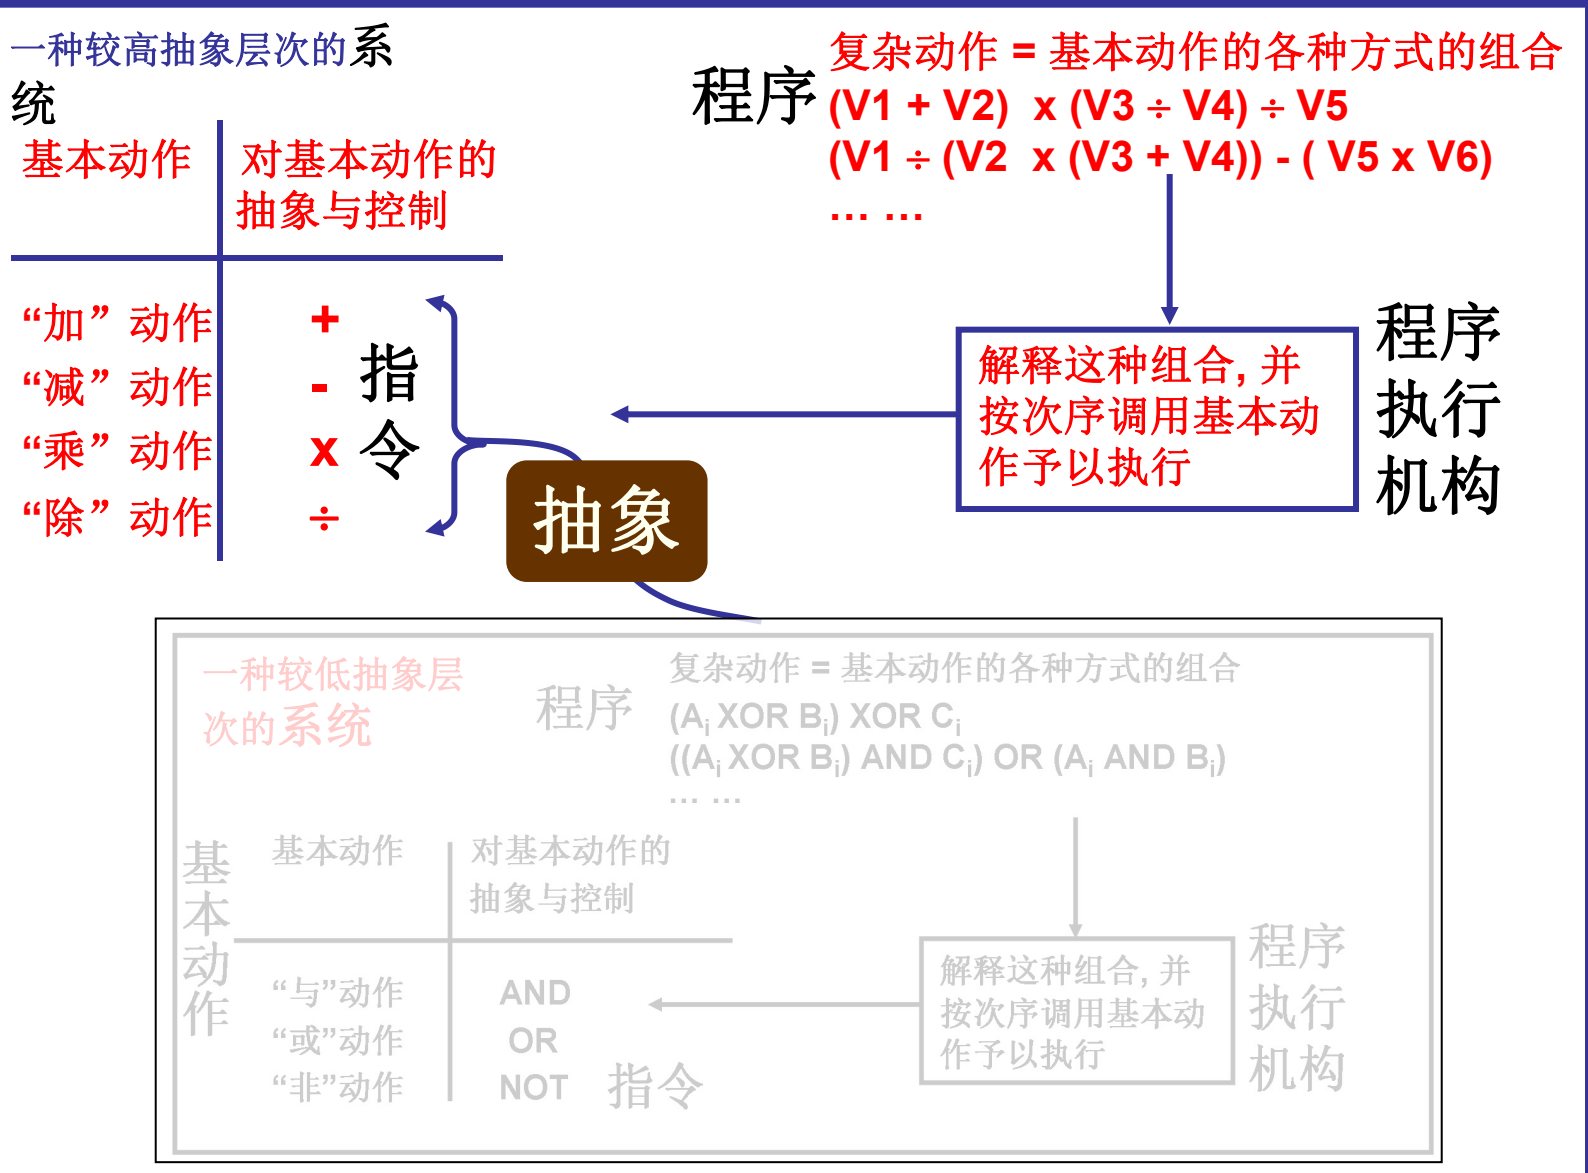 一种较高抽象层次的系
统
基本动作
对基本动作的
抽象与控制
“加”动作 +
“减”动作 -
“乘”动作 x
“除”动作 ÷
指
令
程序
复杂动作 = 基本动作的各种方式的组合
(V1 + V2) x (V3 ÷ V4) ÷ V5
(V1 ÷ (V2 x (V3 + V4)) - ( V5 x V6)
… …
解释这种组合, 并
按次序调用基本动
作予以执行
程序
执行
机构
抽象
一种较低抽象层
次的系统
程序
复杂动作 = 基本动作的各种方式的组合
(Ai XOR Bi) XOR Ci
((Ai XOR Bi) AND Ci) OR (Ai AND Bi)
… …
基
本
动
作
基本动作
对基本动作的
抽象与控制
“与”动作 AND
“或”动作 OR
“非”动作 NOT
指令
解释这种组合, 并
按次序调用基本动
作予以执行
程序
执行
机构